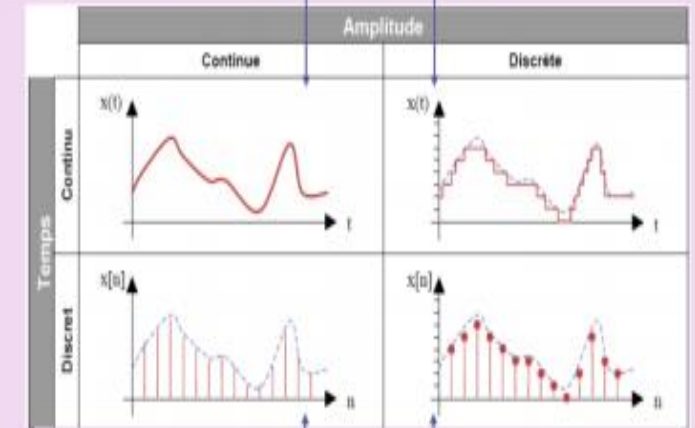 Amplitude
Continue
Discrète
Temps
Continu
x(t)
t
x(t)
t
Discret
x[n]
n
x[n]
n